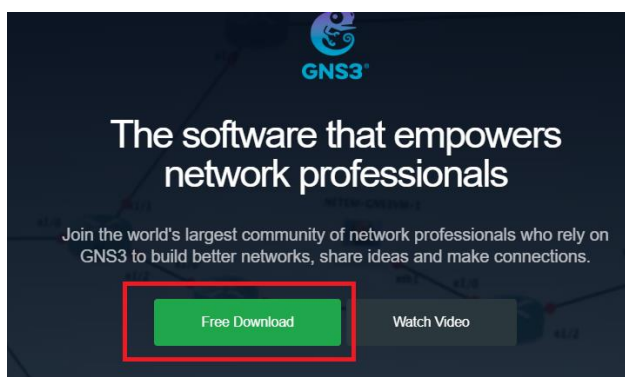 GNS3®
The software that empowers
network professionals
Join the world's largest community of network professionals who rely on
GNS3 to build better networks, share ideas and make connections.
Free Download
Watch Video